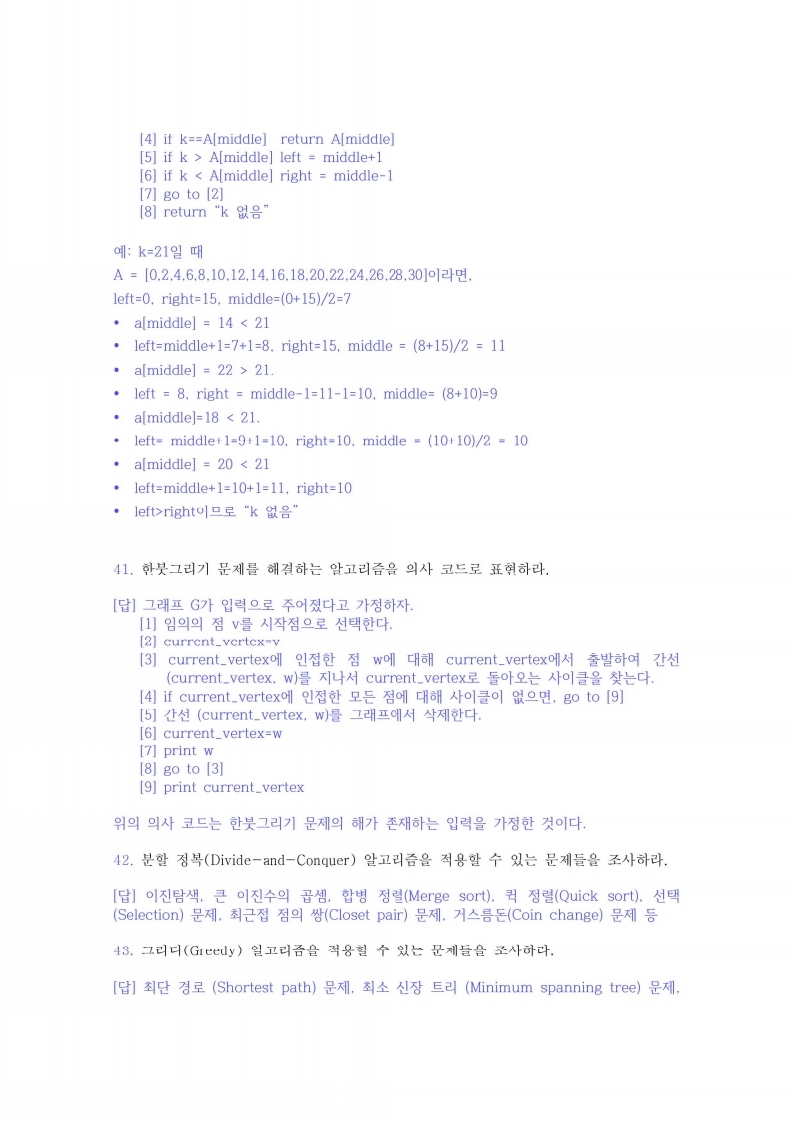 [4] if k==A[middle]  return A[middle]
[5] if k > A[middle] left = middle+1
[6] if k < A[middle] right = middle-1
[7] go to [2]
[8] return “k 없음”
예: k=21일 때
A = [0,2,4,6,8,10,12,14,16,18,20,22,24,26,28,30]이라면,
left=0, right=15, middle=(0+15)/2=7
• a[middle] = 14 < 21
• left=middle+1=7+1=8, right=15, middle = (8+15)/2 = 11
• a[middle] = 22 > 21.
• left = 8, right = middle-1=11-1=10, middle= (8+10)=9
• a[middle]=18 < 21.
• left= middle+1=9+1=10, right=10, middle = (10+10)/2 = 10
• a[middle] = 20 < 21
• left=middle+1=10+1=11, right=10
• left>right이므로 “k 없음”
41. 한붓그리기 문제를 해결하는 알고리즘을 의사 코드로 표현하라.
[답] 그래프 G가 입력으로 주어졌다고 가정하자.
[1] 임의의 점 v를 시작점으로 선택한다.
[2] current_vertex=v
[3] current_vertex에 인접한 점 w에 대해 current_vertex에서 출발하여 간선
(current_vertex, w)를 지나서 current_vertex로 돌아오는 사이클을 찾는다.
[4] if current_vertex에 인접한 모든 점에 대해 사이클이 없으면, go to [9]
[5] 간선 (current_vertex, w)를 그래프에서 삭제한다.
[6] current_vertex=w
[7] print w
[8] go to [3]
[9] print current_vertex
위의 의사 코드는 한붓그리기 문제의 해가 존재하는 입력을 가정한 것이다.
42. 분할 정복(Divide-and-Conquer) 알고리즘을 적용할 수 있는 문제들을 조사하라.
[답] 이진탐색, 큰 이진수의 곱셈, 합병 정렬(Merge sort), 퀵 정렬(Quick sort), 선택
(Selection) 문제, 최근접 점의 쌍(Closet pair) 문제, 거스름돈(Coin change) 문제 등
43. 그리디(Greedy) 알고리즘을 적용할 수 있는 문제들을 조사하라.
[답] 최단 경로 (Shortest path) 문제, 최소 신장 트리 (Minimum spanning tree) 문제,